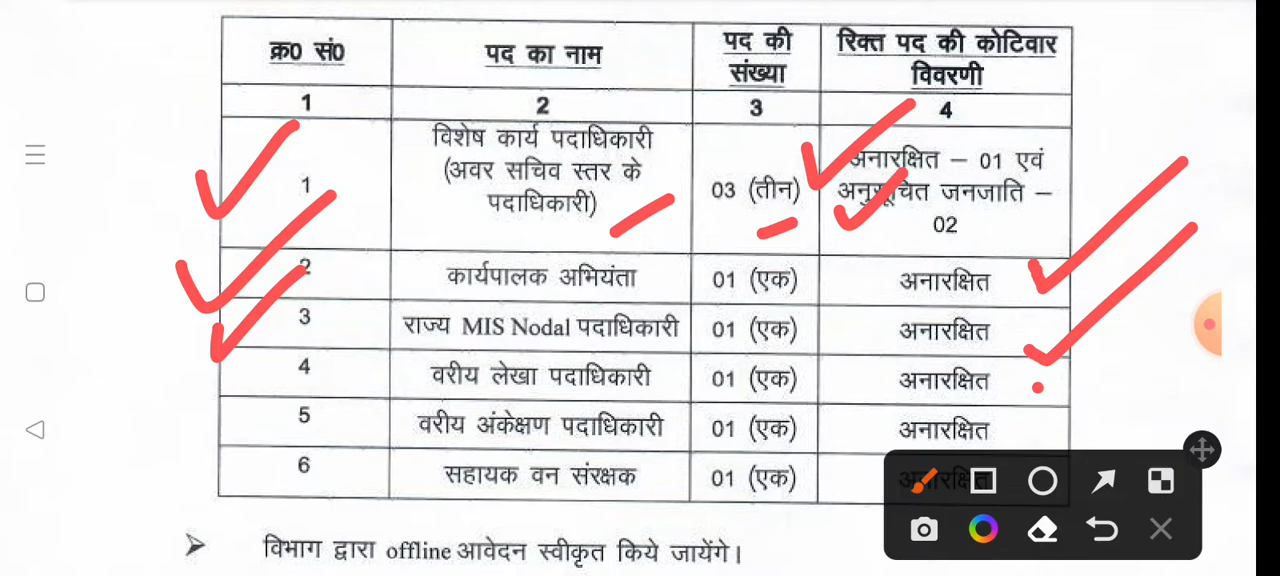 क्र0 सं0 पद का नाम पद की संख्या रिक्त पद की कोटिवार विवरणी
1 2 3 4
1 विशेष कार्य पदाधिकारी (अवर सचिव स्तर के पदाधिकारी) 03 (तीन) अनारक्षित – 01 एवं अनुसूचित जनजाति – 02
2 कार्यपालक अभियंता 01 (एक) अनारक्षित
3 राज्य MIS Nodal पदाधिकारी 01 (एक) अनारक्षित
4 वरीय लेखा पदाधिकारी 01 (एक) अनारक्षित
5 वरीय अंकेक्षण पदाधिकारी 01 (एक) अनारक्षित
6 सहायक वन संरक्षक 01 (एक) अनारक्षित
➤ विभाग द्वारा offline आवेदन स्वीकृत किये जायेंगे।